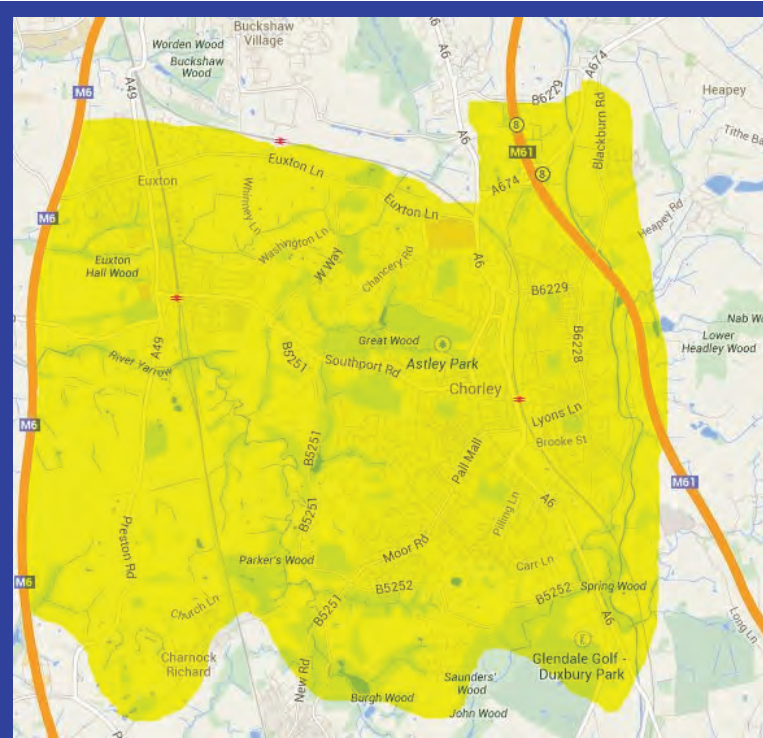 Buckshaw
Village
Worden Wood
Buckshaw
Wood
A6
A6
A49
M6
A674
B6229
Heapey
8
Blackburn Rd
A6
M61
Tithe Ba
Euxton Ln
8
Euxton
A674
Whinney Ln
Euxton Ln
M6
Heapey Rd
Washington Ln
W Way
Chancery Rd
A6
Euxton
Hall Wood
B6229
Nab Wo
Great Wood
B6228
Lower
Headley Wood
A49
B5251
River Yarrow
Southport Rd
Astley Park
Chorley
Lyons Ln
M6
Brooke St
B5251
Pall Mall
M61
A6
Pilling Ln
B5251
Preston Rd
Moor Rd
Parker's Wood
Carr Ln
M6
B5252
B5252
Spring Wood
Church Ln
B5251
A6
Long Ln
Charnock
Richard
Glendale Golf -
Duxbury Park
New Rd
Saunders'
Wood
Burgh Wood
John Wood
P